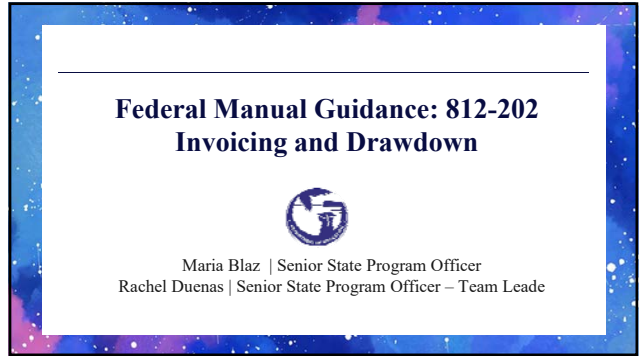 Federal Manual Guidance: 812-202
Invoicing and Drawdown
Maria Blaz | Senior State Program Officer
Rachel Duenas | Senior State Program Officer – Team Leade